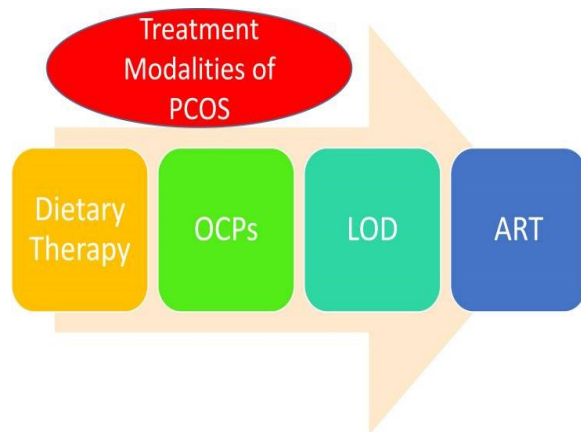 Treatment
Modalities of
PCOS
Dietary
Therapy
OCPs
LOD
ART